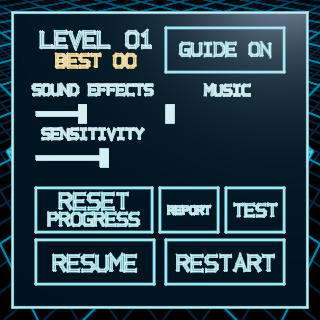 LEVEL 01
BEST 00
GUIDE ON
SOUND EFFECTS
MUSIC
SENSITIVITY
RESET
PROGRESS
REPORT
TEST
RESUME
RESTART